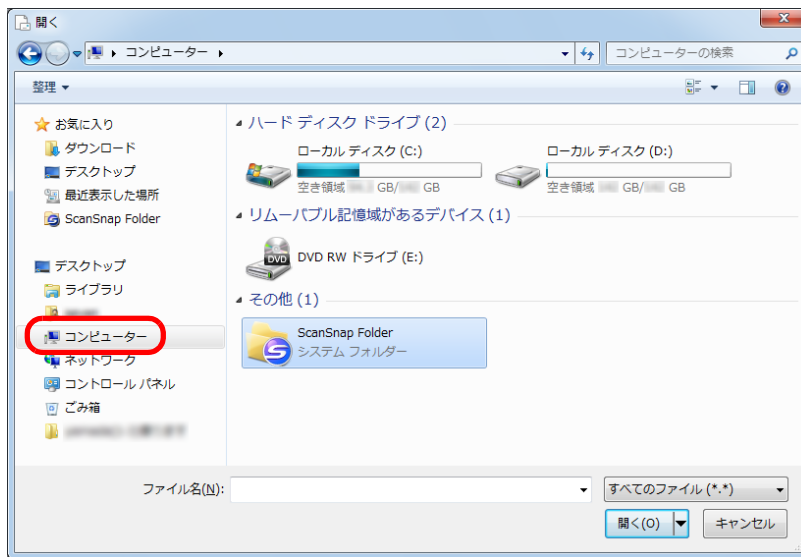 開く
コンピューター
コンピューターの検索
整理
お気に入り
ダウンロード
デスクトップ
最近表示した場所
ScanSnap Folder
デスクトップ
ライブラリ
コンピューター
ネットワーク
コントロール パネル
ごみ箱
ハード ディスク ドライブ (2)
ローカル ディスク (C:)
空き領域 GB/ GB
ローカル ディスク (D:)
空き領域 GB/ GB
リムーバブル記憶域があるデバイス (1)
DVD
DVD RW ドライブ (E:)
その他 (1)
ScanSnap Folder
システム フォルダー
ファイル名(N):
すべてのファイル (*.*)
開く(O)
キャンセル